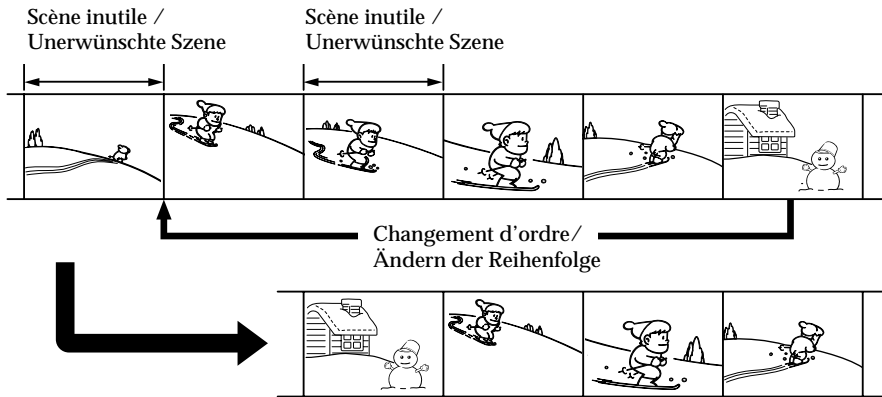 Scène inutile /
Unerwünschte Szene
Scène inutile /
Unerwünschte Szene
Changement d'ordre/
Ändern der Reihenfolge